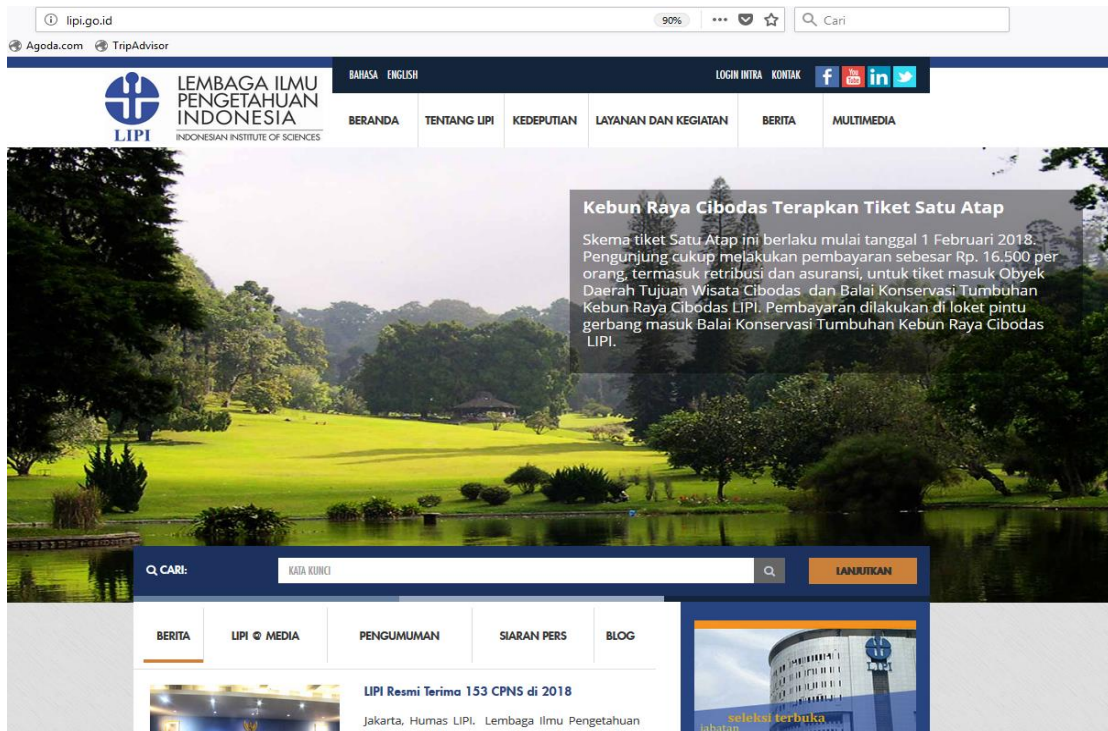 lipi.go.id
90%
Cari
Agoda.com TripAdvisor
LEMBAGA ILMU
PENGETAHUAN
INDONESIA
INDONESIAN INSTITUTE OF SCIENCES
LIPI
BAHASA ENGLISH
LOGIN INTRA KONTAK
You
Tube
BERANDA TENTANG LIPI KEDEPUTIAN LAYANAN DAN KEGIATAN BERITA MULTIMEDIA
Kebun Raya Cibodas Terapkan Tiket Satu Atap
Skema tiket Satu Atap ini berlaku mulai tanggal 1 Februari 2018.
Pengunjung cukup melakukan pembayaran sebesar Rp. 16.500 per
orang, termasuk retribusi dan asuransi, untuk tiket masuk Obyek
Daerah Tujuan Wisata Cibodas dan Balai Konservasi Tumbuhan
Kebun Raya Cibodas LIPI. Pembayaran dilakukan di loket pintu
gerbang masuk Balai Konservasi Tumbuhan Kebun Raya Cibodas
LIPI.
CARI: KATA KUNCI LANJUTKAN
BERITA LIPI @ MEDIA PENGUMUMAN SIARAN PERS BLOG
LIPI Resmi Terima 153 CPNS di 2018
Jakarta, Humas LIPI. Lembaga Ilmu Pengetahuan
LIPI
seleksi terbuka
jabatan